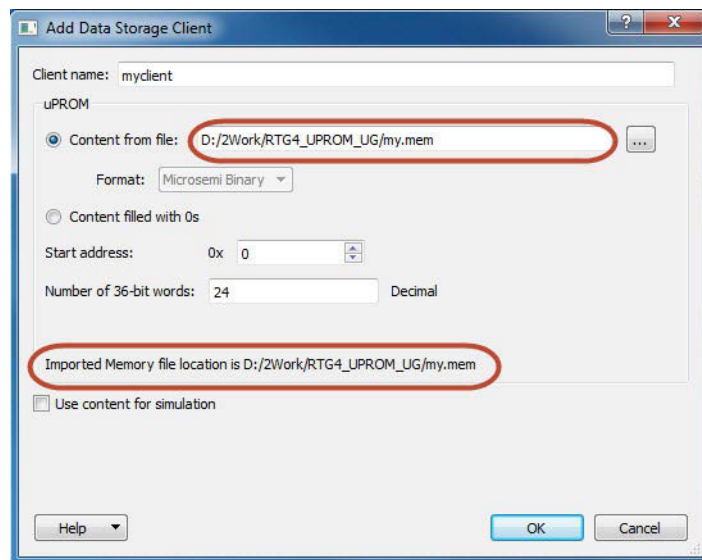 Add Data Storage Client
?
Client name: myclient
uPROM
Content from file: D:/2Work/RTG4_UPROM_UG/my.mem ...
Format: Microsemi Binary
Content filled with 0s
Start address: 0x 0
Number of 36-bit words: 24 Decimal
Imported Memory file location is D:/2Work/RTG4_UPROM_UG/my.mem
Use content for simulation
Help OK Cancel